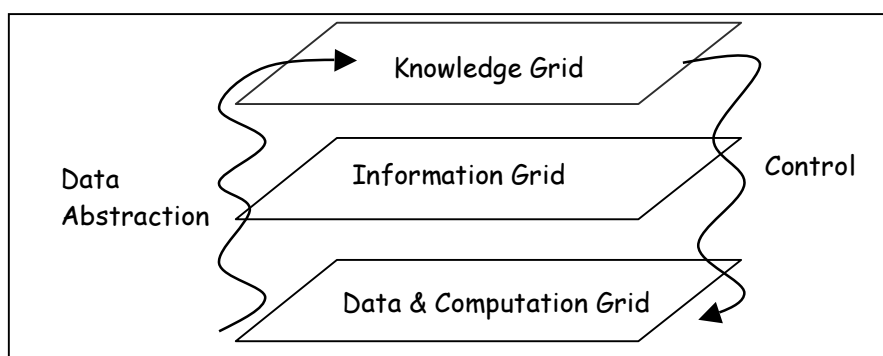 Knowledge Grid
Information Grid
Data
Abstraction
Control
Data & Computation Grid